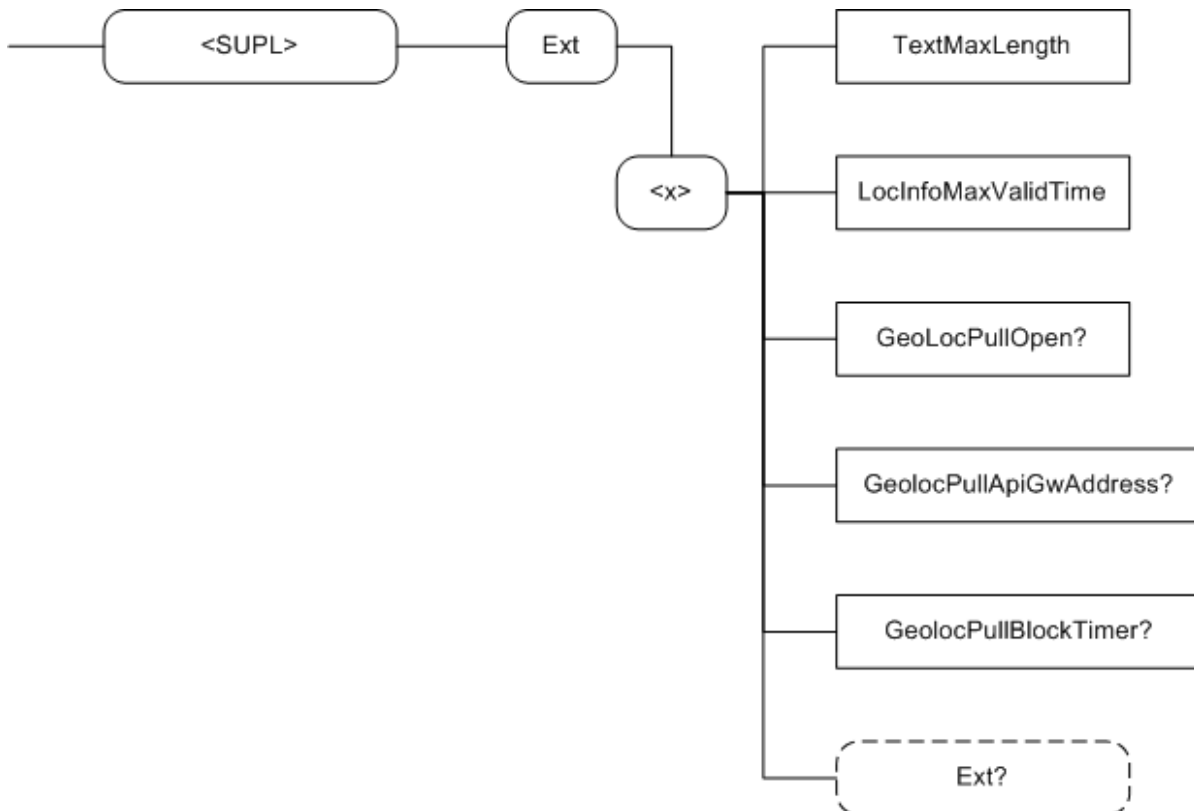 <SUPL>
Ext
TextMaxLength
<x>
LocInfoMaxValidTime
GeoLocPullOpen?
GeolocPullApiGwAddress?
GeolocPullBlockTimer?
Ext?